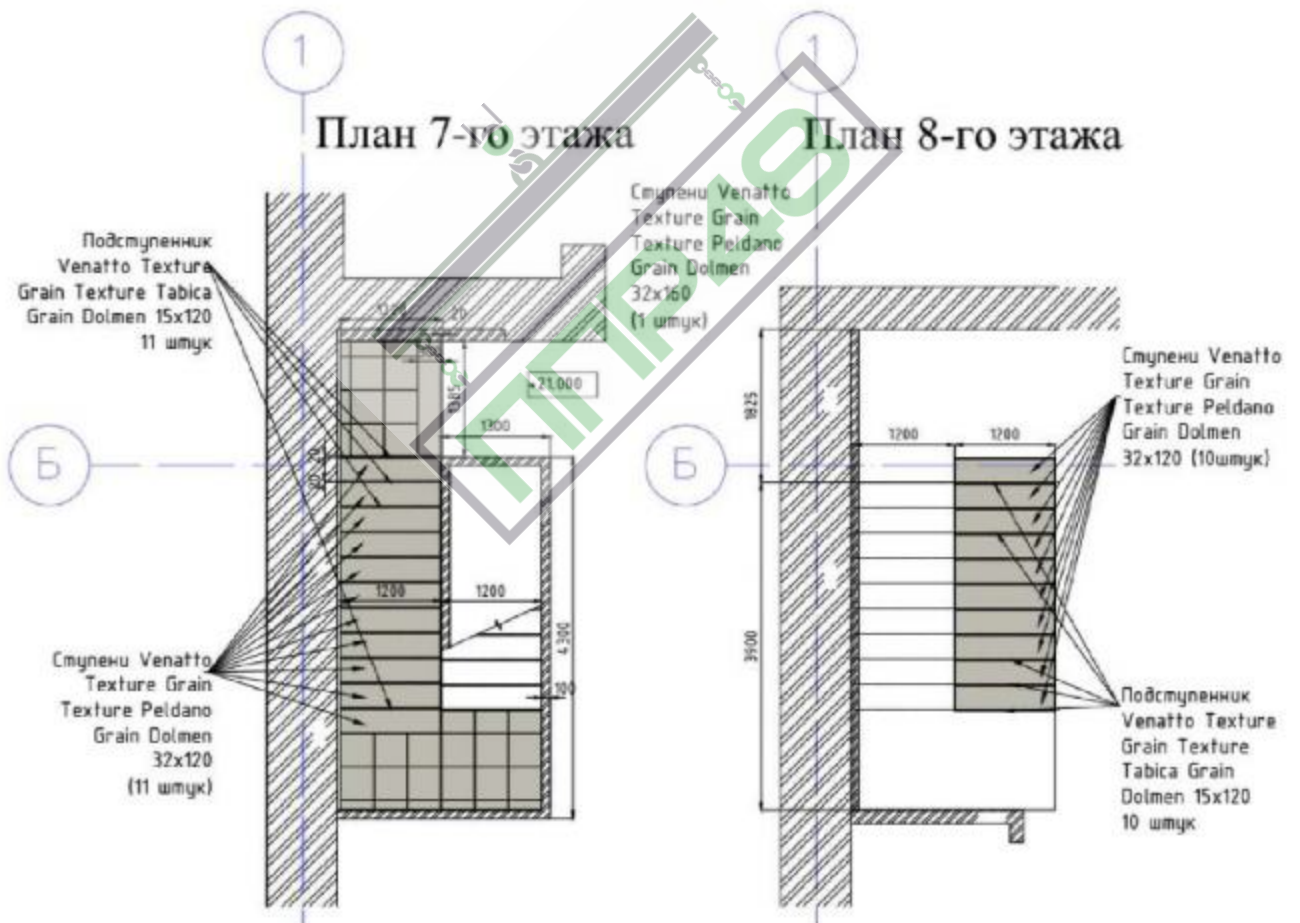 1
1
План 7-го этажа
План 8-го этажа
Подступенник
Venatto Texture
Grain Texture Tabica
Grain Dolmen 15x120
11 штук
Ступени Venatto
Texture Grain
Texture Peldano
Grain Dolmen
32x160
(1 штук)
20
21.000
1300
Б
1200
1200
4300
100
Ступени Venatto
Texture Grain
Texture Peldano
Grain Dolmen
32x120
(11 штук)
ППР48
1825
Б
1200
1200
3900
Ступени Venatto
Texture Grain
Texture Peldano
Grain Dolmen
32x120 (10штук)
Подступенник
Venatto Texture
Grain Texture
Tabica Grain
Dolmen 15x120
10 штук